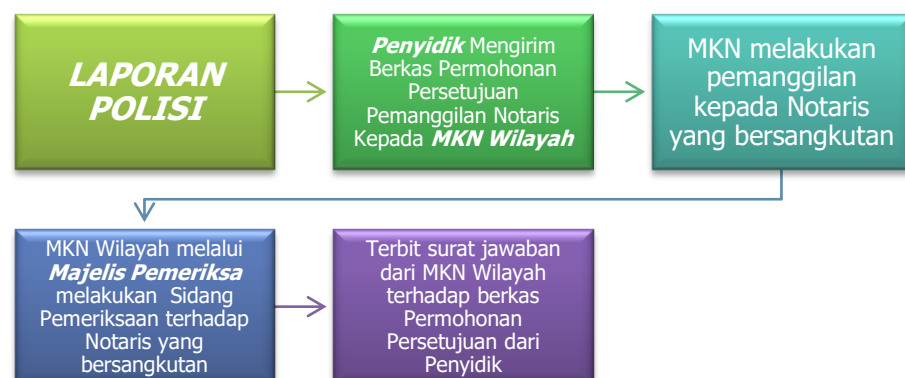 LAPORAN
POLISI
Penyidik Mengirim
Berkas Permohonan
Persetujuan
Pemanggilan Notaris
Kepada MKN Wilayah
MKN melakukan
pemanggilan
kepada Notaris
yang bersangkutan
MKN Wilayah melalui
Majelis Pemeriksa
melakukan Sidang
Pemeriksaan terhadap
Notaris yang
bersangkutan
Terbit surat jawaban
dari MKN Wilayah
terhadap berkas
Permohonan
Persetujuan dari
Penyidik